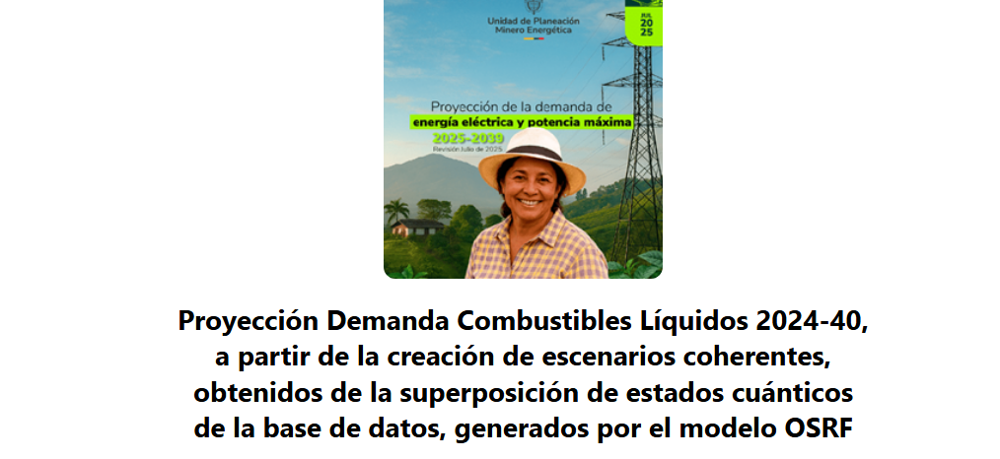 Unidad de Planeación
Minero Energética
JUL
20
25
Proyección de la demanda de
energía eléctrica y potencia máxima
2025-2039
Revisión Julio de 2025
Proyección Demanda Combustibles Líquidos 2024-40,
a partir de la creación de escenarios coherentes,
obtenidos de la superposición de estados cuánticos
de la base de datos, generados por el modelo OSRF